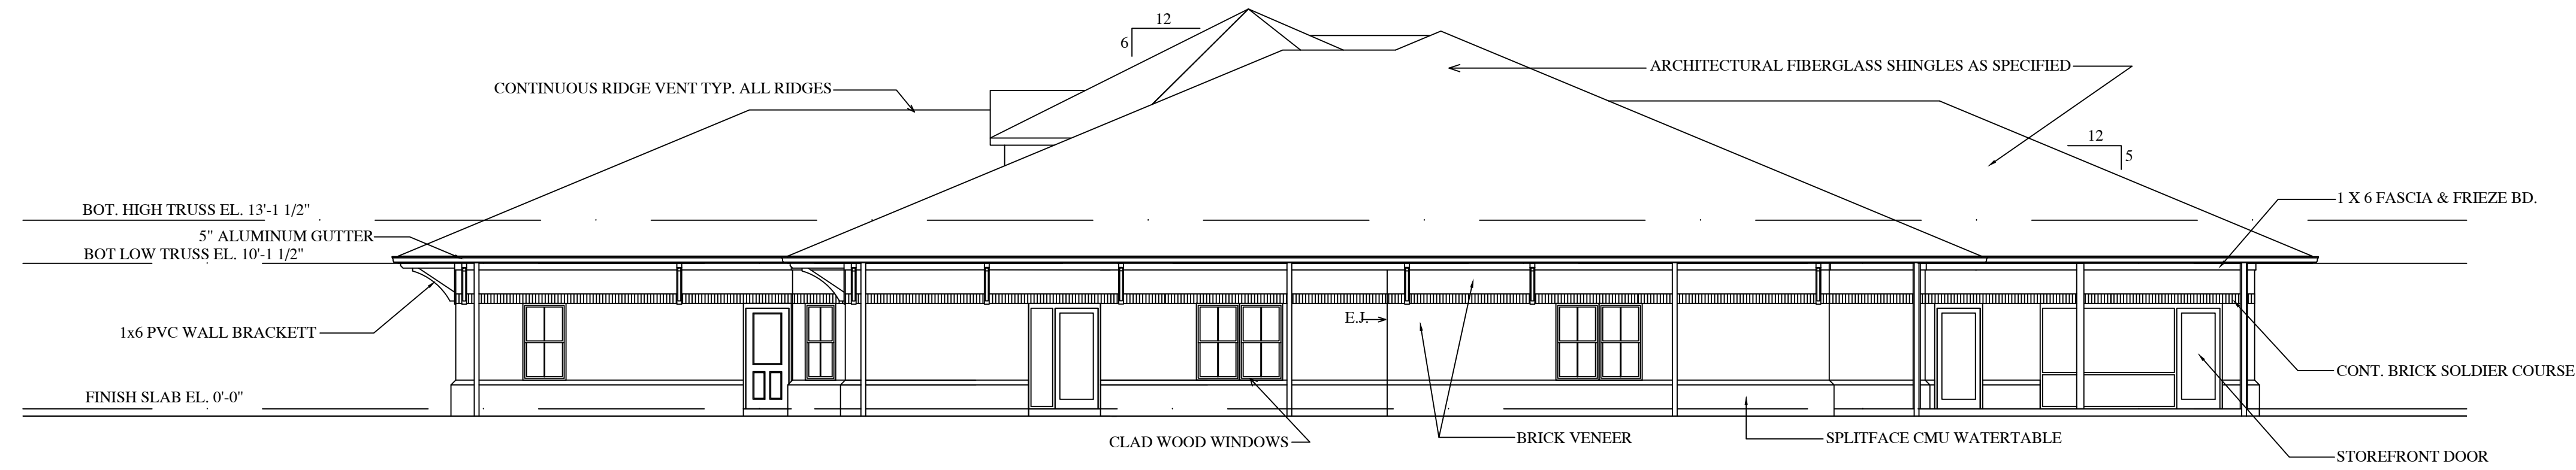 12
6
ARCHITECTURAL FIBERGLASS SHINGLES AS SPECIFIED
CONTINUOUS RIDGE VENT TYP. ALL RIDGES
12
5
1 X 6 FASCIA & FRIEZE BD.
BOT. HIGH TRUSS EL. 13'-1 1/2"
5" ALUMINUM GUTTER
BOT LOW TRUSS EL. 10'-1 1/2"
E.J.
1x6 PVC WALL BRACKETT
CONT. BRICK SOLDIER COURSE
FINISH SLAB EL. 0'-0"
CLAD WOOD WINDOWS
BRICK VENEER
SPLITFACE CMU WATERTABLE
STOREFRONT DOOR